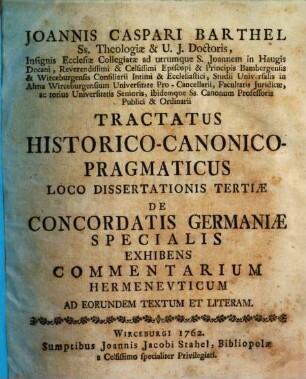 JOANNIS CASPARI BARTHEL
Ss. Theologiæ & U. J. Doctoris,
Insignis Ecclesiæ Collegiatæ ad utrumque S. Joannem in Haugis
Decani, Reverendissimi & Celsissimi Episcopi & Principis Bambergensis
& Wirceburgensis Consiliarii Intimi & Ecclesiastici, Studii Universalis in
Alma Wirceburgensium Universitate Pro-Cancellarii, Facultatis Juridicæ,
ac totius Universitatis Senioris, ibidemque Ss. Canonum Professoris
Publici & Ordinarii
TRACTATUS
HISTORICO-CANONICO-
PRAGMATICUS
LOCO DISSERTATIONIS TERTIÆ
DE
CONCORDATIS GERMANIÆ
SPECIALIS
EXHIBENS
COMMENTARIUM
HERMENEVTICUM
AD EORUNDEM TEXTUM ET LITERAM.
WIRCEBURGI 1762.
Sumptibus Joannis Jacobi Stahel, Bibliopolæ
a Celsissimo specialiter Privilegiati.